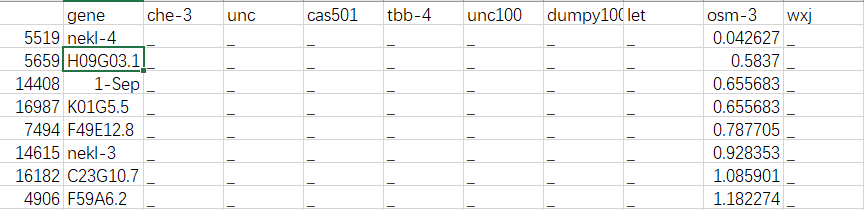 gene che-3 unc cas501 tbb-4 unc100 dumpy100 let osm-3 wxj
5519 nekl-4 _ _ _ _ _ _ _ 0.042627 _
5659 H09G03.1 _ _ _ _ _ _ _ 0.5837 _
14408 1-Sep _ _ _ _ _ _ _ 0.655683 _
16987 K01G5.5 _ _ _ _ _ _ _ 0.655683 _
7494 F49E12.8 _ _ _ _ _ _ _ 0.787705 _
14615 nekl-3 _ _ _ _ _ _ _ 0.928353 _
16182 C23G10.7 _ _ _ _ _ _ _ 1.085901 _
4906 F59A6.2 _ _ _ _ _ _ _ 1.182274 _